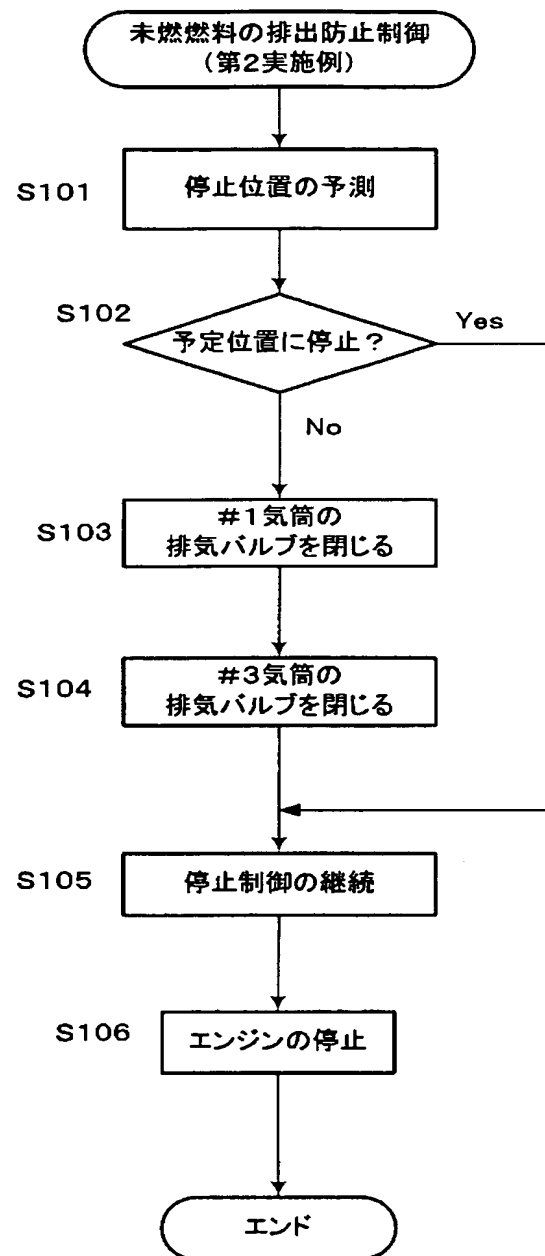 未燃燃料の排出防止制御
(第2実施例)
S101
停止位置の予測
S102
予定位置に停止？
Yes
No
S103
#1気筒の
排気バルブを閉じる
S104
#3気筒の
排気バルブを閉じる
S105
停止制御の継続
S106
エンジンの停止
エンド